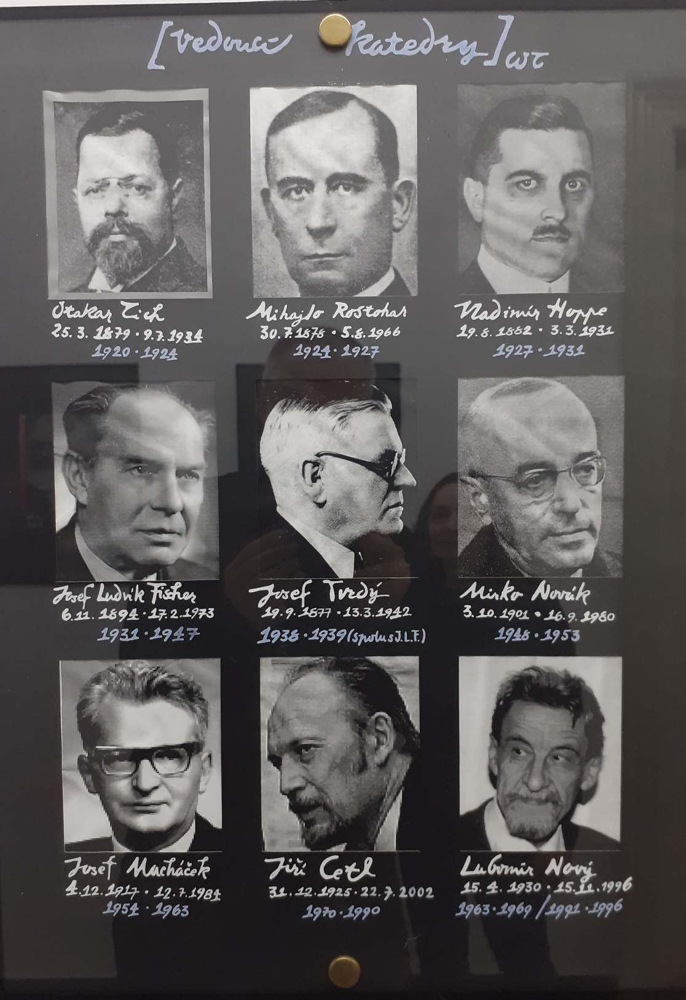 [vedoucí katedry]ωτ
Otakar Zich
25.3.1879 · 9.7.1934
1920 · 1924
Mihajlo Rostohar
30.7.1878 · 5.8.1966
1924 · 1927
Vladimír Hoppe
19.8.1882 · 3.3.1931
1927 · 1931
Josef Ludvík Fischer
6.11.1894 · 17.2.1973
1931 · 1947
Josef Tvrdý
19.9.1877 · 13.3.1942
1938 · 1939 (spolu s J.L.F.)
Mirko Novák
3.10.1901 · 16.9.1980
1948 · 1953
Josef Macháček
4.12.1917 · 12.7.1984
1954 · 1963
Jiří Cetl
31.12.1925 · 22.7.2002
1970 · 1990
Lubomír Nový
15.4.1930 · 15.11.1996
1963 · 1969 / 1991 · 1996